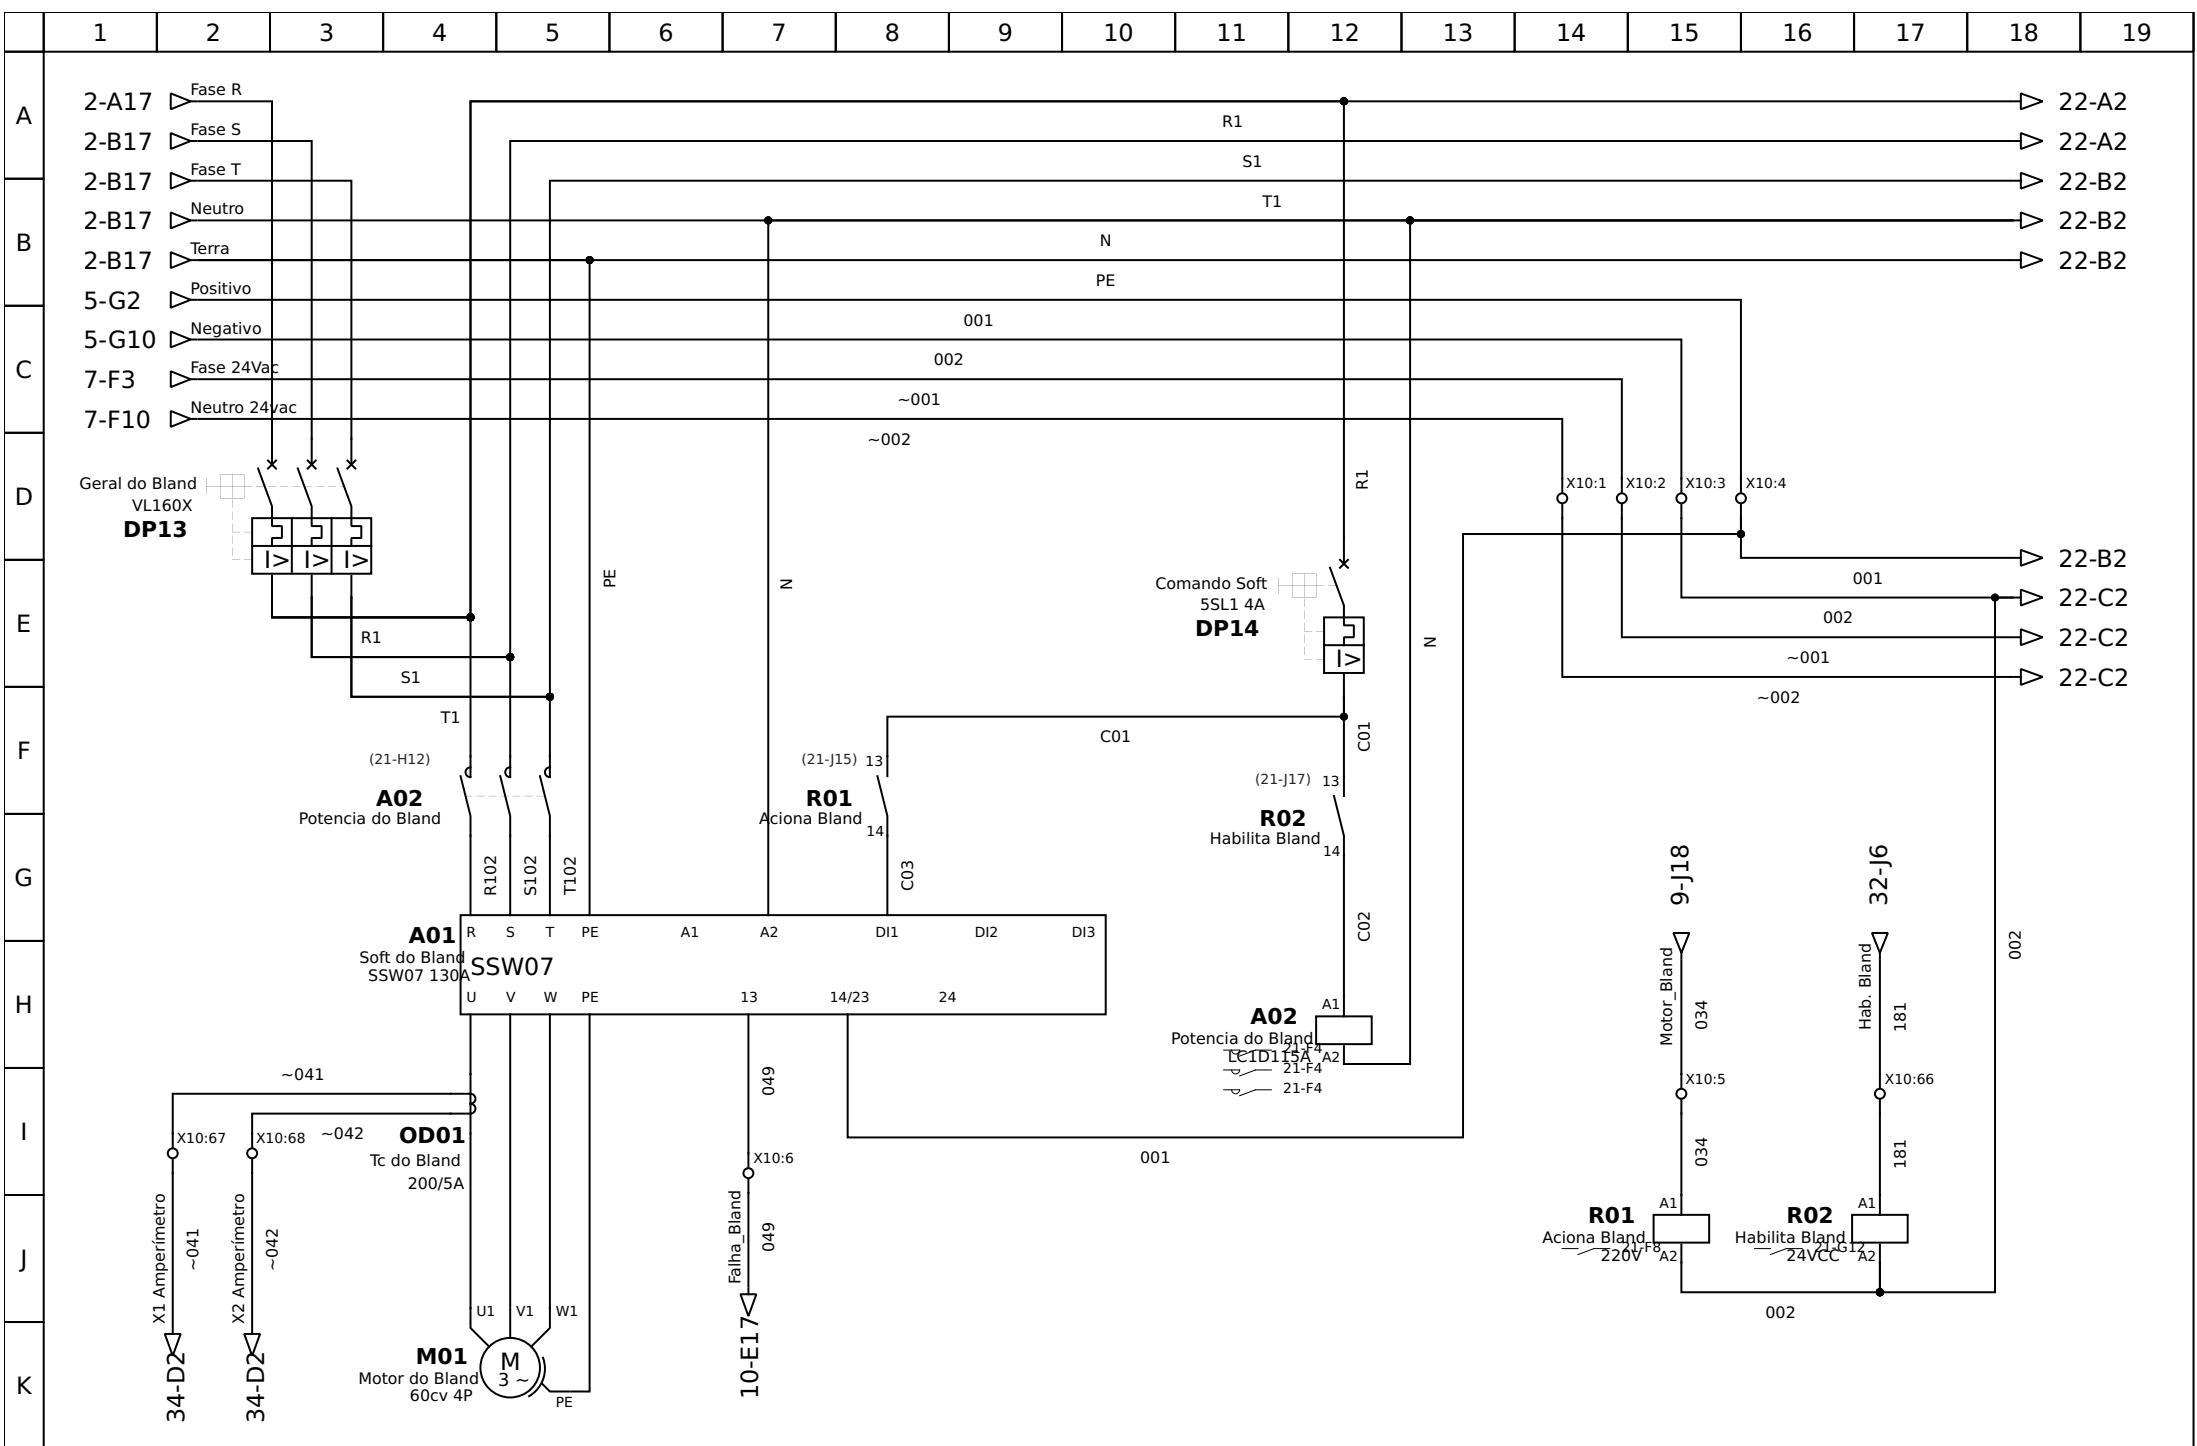 1 2 3 4 5 6 7 8 9 10 11 12 13 14 15 16 17 18 19
A
B
C
D
E
F
G
H
I
J
K
2-A17 Fase R
2-B17 Fase S
2-B17 Fase T
2-B17 Neutro
2-B17 Terra
5-G2 Positivo
5-G10 Negativo
7-F3 Fase 24Vac
7-F10 Neutro 24vac
R1
S1
T1
N
PE
001
002
~001
~002
22-A2
22-A2
22-B2
22-B2
22-B2
Geral do Bland
VL160X
DP13
I>
I>
I>
R1
S1
T1
PE
N
R1
N
Comando Soft
5SL1 4A
DP14
I>
X10:1
X10:2
X10:3
X10:4
22-B2
001
22-C2
002
22-C2
~001
22-C2
~002
C01
C01
(21-H12)
A02
Potencia do Bland
(21-J15)
13
R01
Aciona Bland
14
C03
(21-J17)
13
R02
Habilita Bland
14
C02
R102
S102
T102
A01
Soft do Bland
SSW07 130A
SSW07
R S T PE A1 A2 DI1 DI2 DI3
U V W PE 13 14/23 24
A1
A02
Potencia do Bland
LC1D115A
A2
21-F4
21-F4
21-F4
~041
~042
X10:67
X10:68
OD01
Tc do Bland
200/5A
X1 Amperímetro
~041
34-D2
X2 Amperímetro
~042
34-D2
049
X10:6
Falha_Bland
049
10-E17
001
U1
V1
W1
M
3 ~
M01
Motor do Bland
60cv 4P
PE
9-J18
Motor_Bland
034
X10:5
034
A1
R01
Aciona Bland
21-F8
220V
A2
32-J6
Hab. Bland
181
X10:66
181
A1
R02
Habilita Bland
21-G12
24VCC
A2
002
002